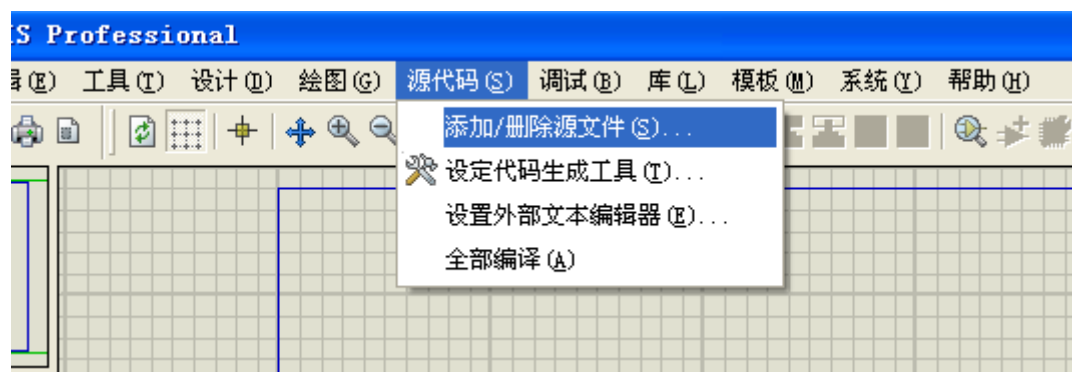 IS Professional
辑(E) 工具(T) 设计(D) 绘图(G) 源代码(S) 调试(B) 库(L) 模板(M) 系统(Y) 帮助(H)
添加/删除源文件(S)...
设定代码生成工具(T)...
设置外部文本编辑器(E)...
全部编译(A)